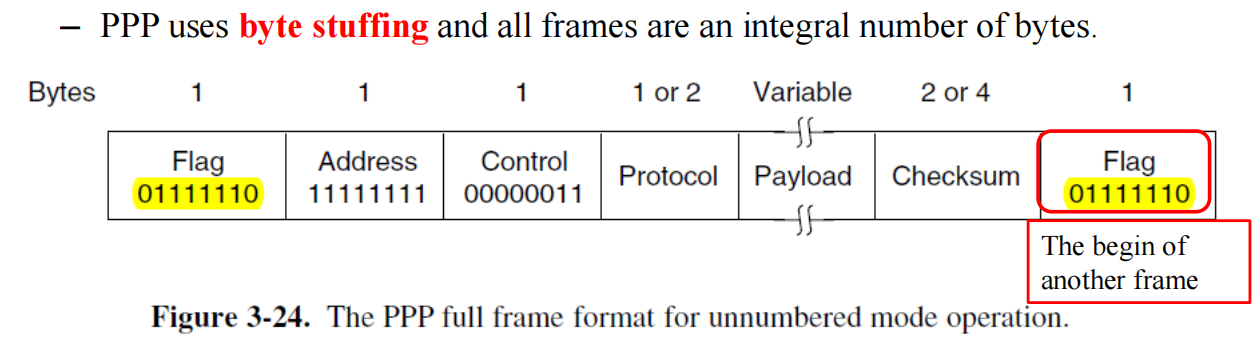 – PPP uses byte stuffing and all frames are an integral number of bytes.
Bytes 1 1 1 1 or 2 Variable 2 or 4 1
Flag Address Control Protocol Payload Checksum Flag
01111110 11111111 00000011 01111110
The begin of
another frame
Figure 3-24. The PPP full frame format for unnumbered mode operation.